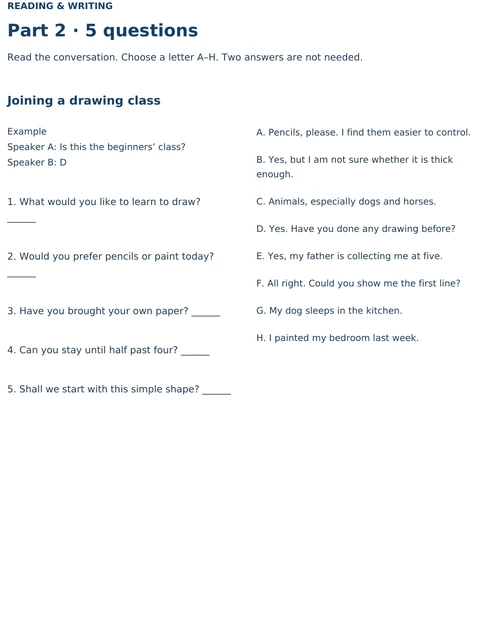 READING & WRITING
Part 2 · 5 questions
Read the conversation. Choose a letter A–H. Two answers are not needed.
Joining a drawing class
Example
Speaker A: Is this the beginners’ class?
Speaker B: D
1. What would you like to learn to draw?
______
2. Would you prefer pencils or paint today?
______
3. Have you brought your own paper? ______
4. Can you stay until half past four? ______
5. Shall we start with this simple shape? ______
A. Pencils, please. I find them easier to control.
B. Yes, but I am not sure whether it is thick
enough.
C. Animals, especially dogs and horses.
D. Yes. Have you done any drawing before?
E. Yes, my father is collecting me at five.
F. All right. Could you show me the first line?
G. My dog sleeps in the kitchen.
H. I painted my bedroom last week.